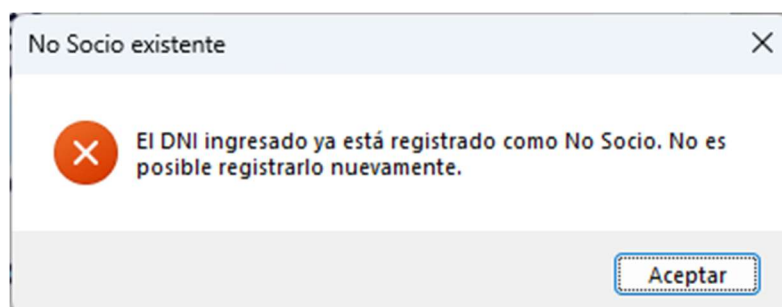 No Socio existente
El DNI ingresado ya está registrado como No Socio. No es
posible registrarlo nuevamente.
Aceptar